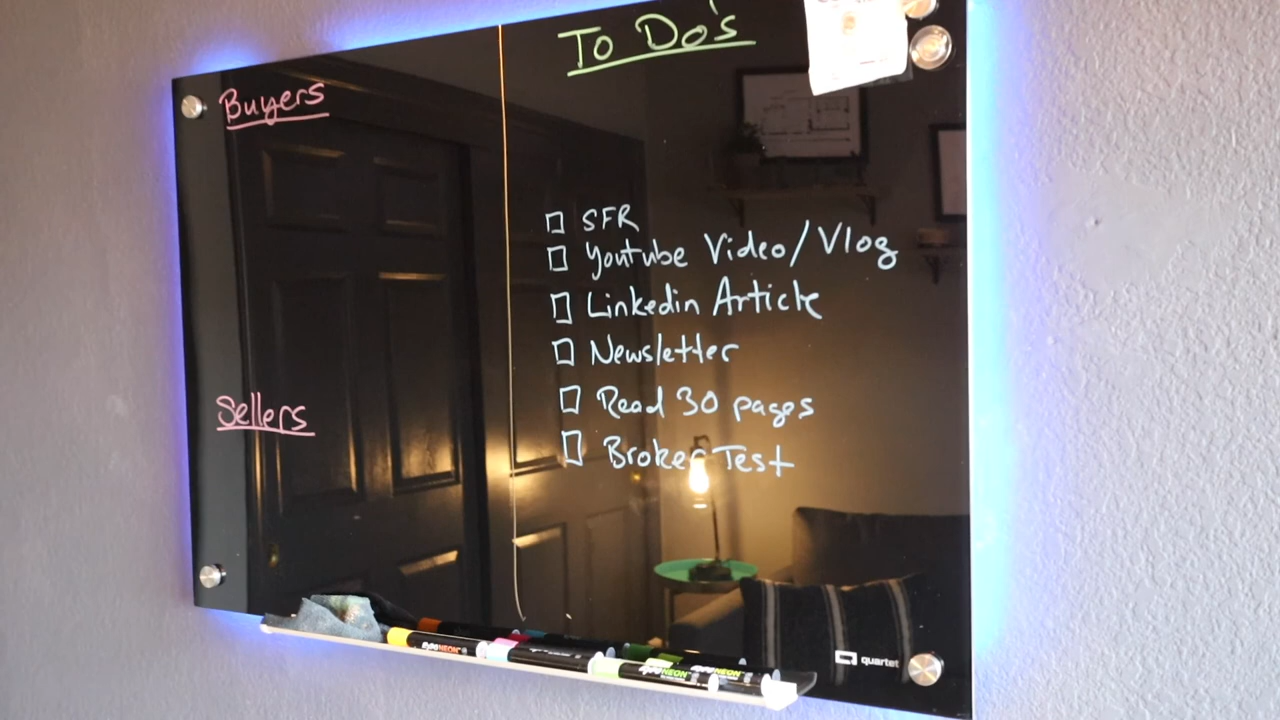 To Do's
Buyers
SFR
Youtube Video/Vlog
Linkedin Article
Newsletter
Read 30 pages
Sellers
Broker Test
quartet